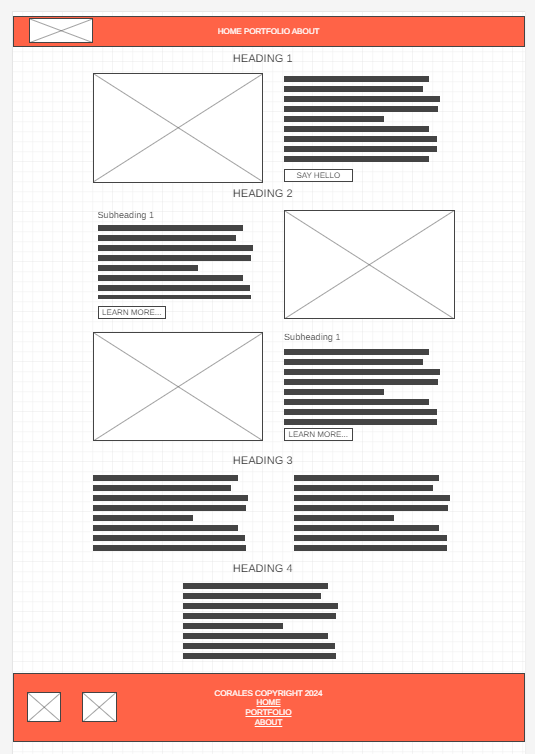 HOME PORTFOLIO ABOUT
HEADING 1
SAY HELLO
HEADING 2
Subheading 1
LEARN MORE...
Subheading 1
LEARN MORE...
HEADING 3
HEADING 4
CORALES COPYRIGHT 2024
HOME
PORTFOLIO
ABOUT